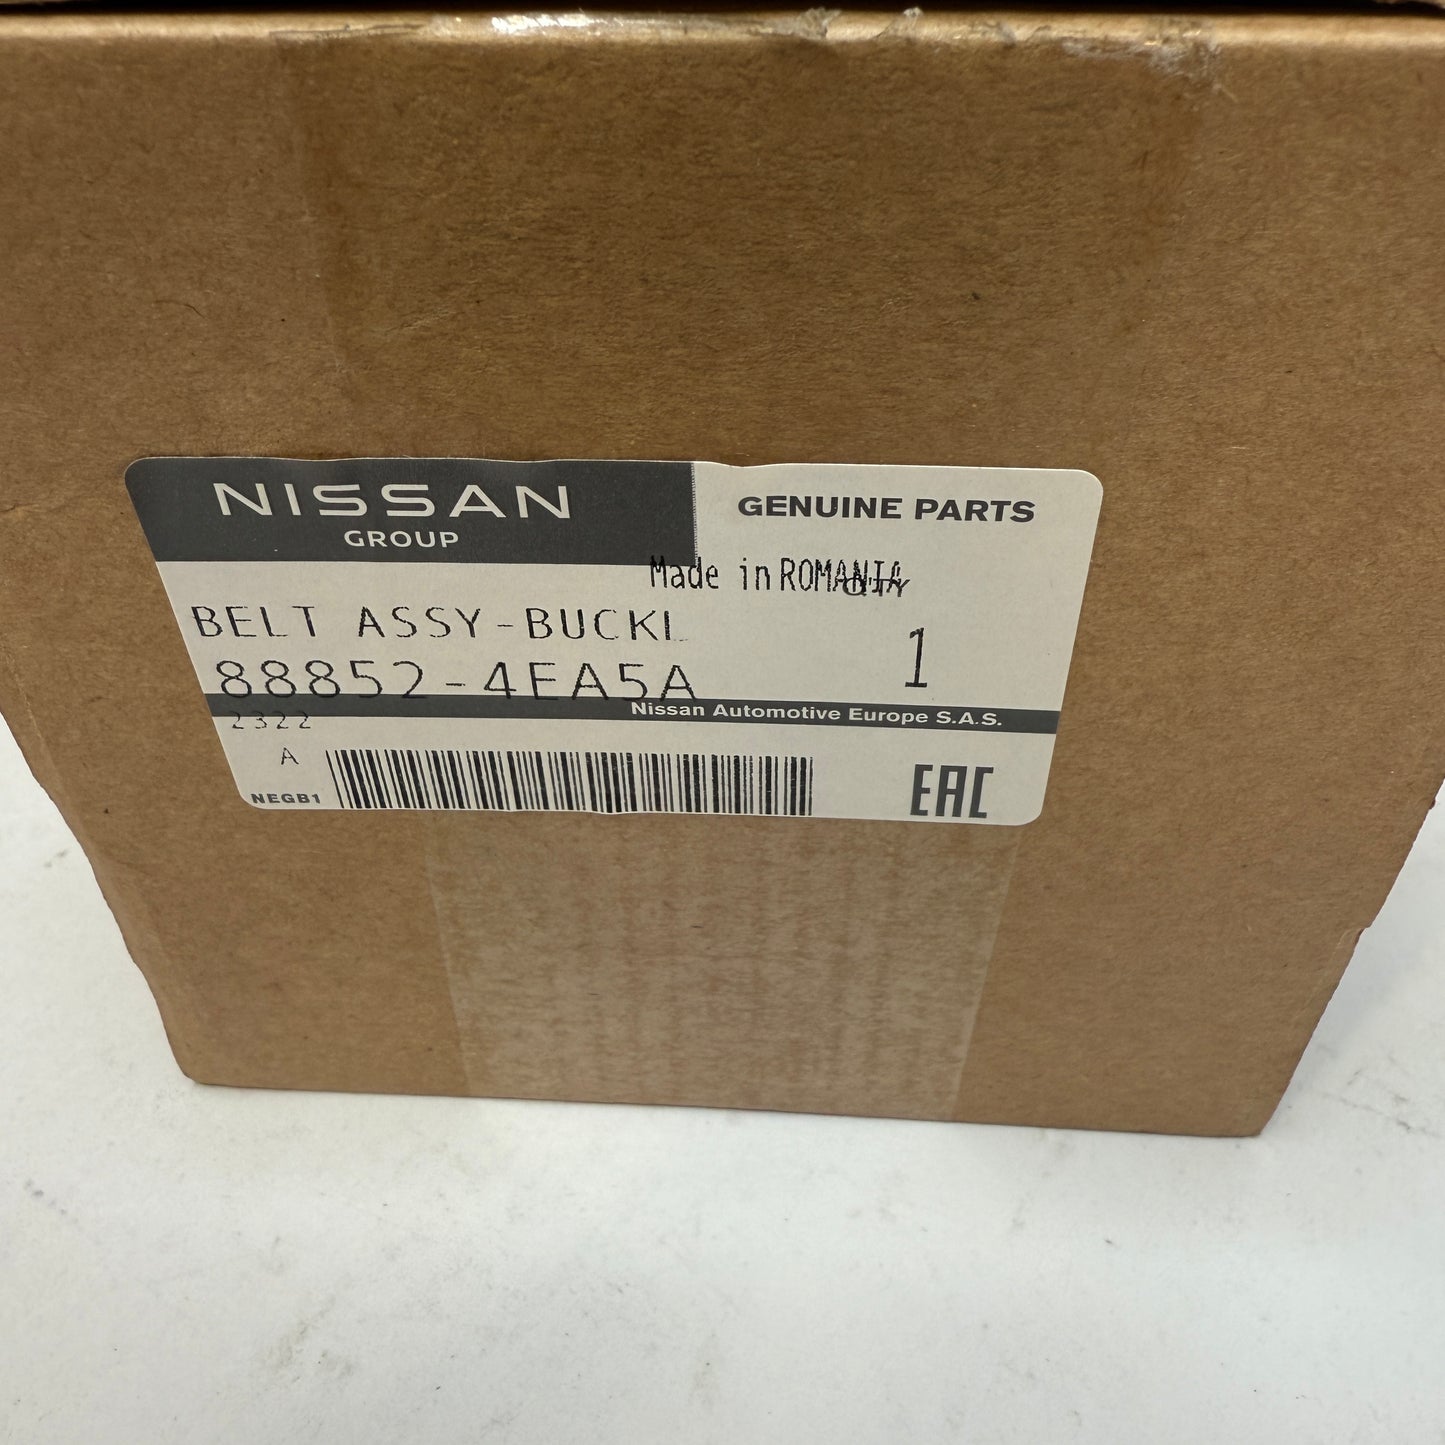 NISSAN
GROUP
GENUINE PARTS
Made in ROMANIA
Q'TY
BELT ASSY-BUCKL
88852-4EA5A
1
Nissan Automotive Europe S.A.S.
2322
A
NEGB1
EAC